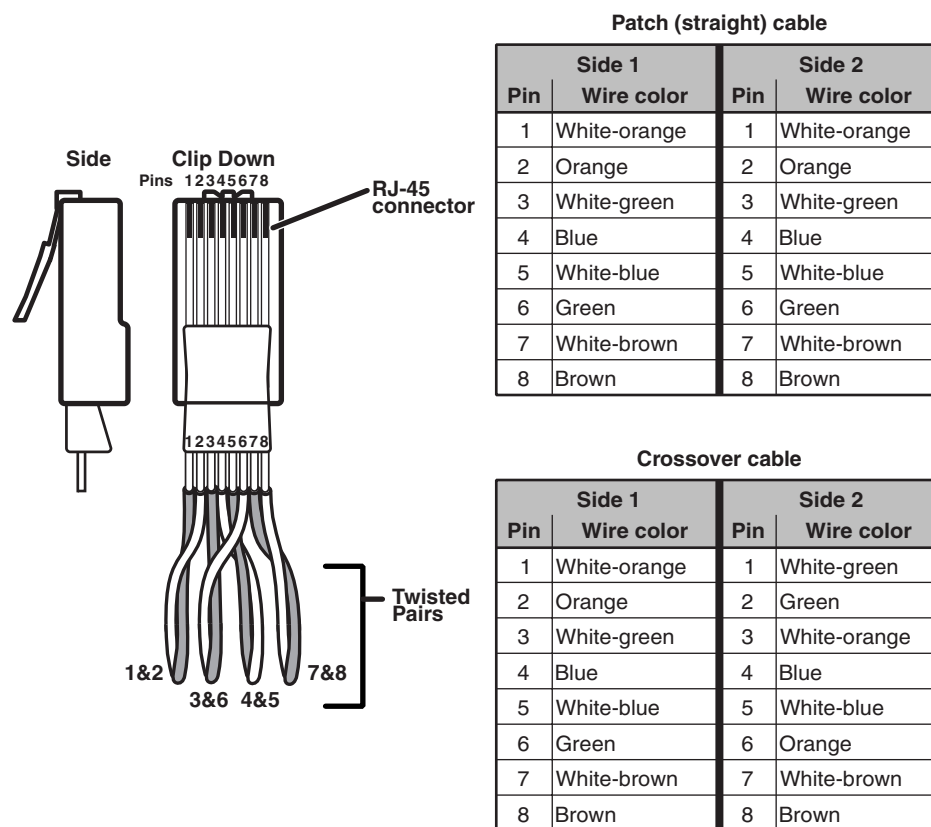 Side
Clip Down
Pins 12345678
RJ-45
connector
12345678
Twisted
Pairs
1&2
3&6
4&5
7&8
Patch (straight) cable
Side 1 Side 2
Pin Wire color Pin Wire color
1 White-orange 1 White-orange
2 Orange 2 Orange
3 White-green 3 White-green
4 Blue 4 Blue
5 White-blue 5 White-blue
6 Green 6 Green
7 White-brown 7 White-brown
8 Brown 8 Brown
Crossover cable
Side 1 Side 2
Pin Wire color Pin Wire color
1 White-orange 1 White-green
2 Orange 2 Green
3 White-green 3 White-orange
4 Blue 4 Blue
5 White-blue 5 White-blue
6 Green 6 Orange
7 White-brown 7 White-brown
8 Brown 8 Brown